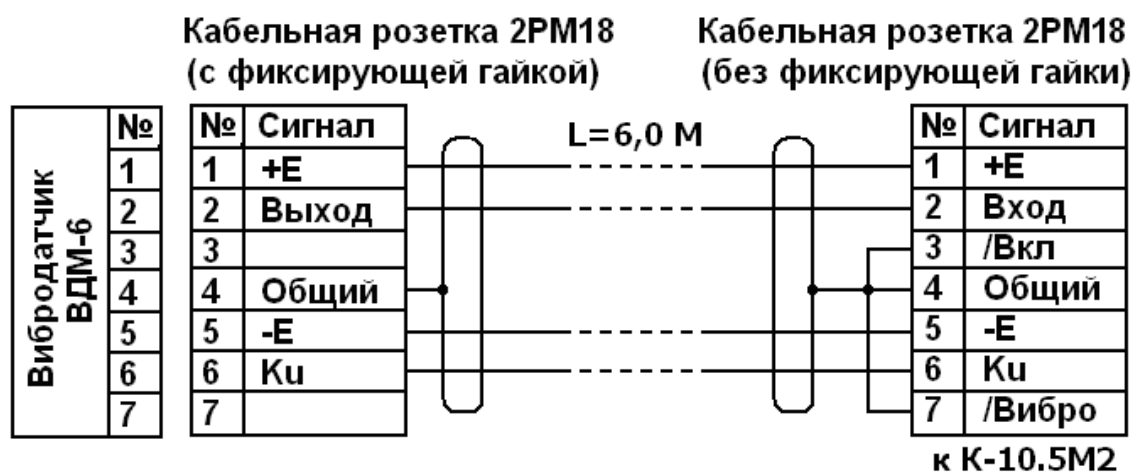 Кабельная розетка 2РМ18
(с фиксирующей гайкой)
Кабельная розетка 2РМ18
(без фиксирующей гайки)
Вибродатчик
ВДМ-6
№
1
2
3
4
5
6
7
№ Сигнал
1 +E
2 Выход
3
4 Общий
5 -E
6 Ku
7
L=6,0 М
№ Сигнал
1 +E
2 Вход
3 /Вкл
4 Общий
5 -E
6 Ku
7 /Вибро
к К-10.5М2